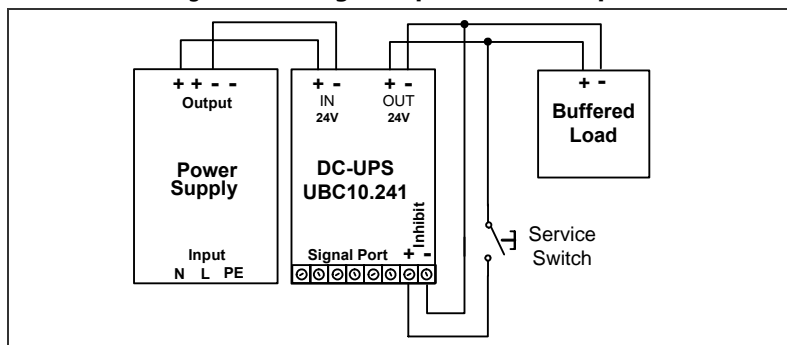 + + - -
Output
Power
Supply
Input
N L PE
+ -
IN
24V
+ -
OUT
24V
DC-UPS
UBC10.241
Inhibit
Signal Port + -
+ -
Buffered
Load
Service
Switch